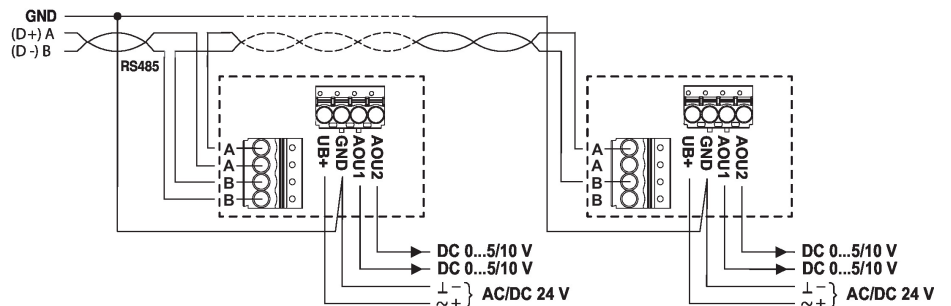 GND
(D+) A
(D -) B
RS485
UB+
GND
AOU1
AOU2
A
A
B
B
DC 0...5/10 V
DC 0...5/10 V
⊥ −
~ +
AC/DC 24 V
UB+
GND
AOU1
AOU2
A
A
B
B
DC 0...5/10 V
DC 0...5/10 V
⊥ −
~ +
AC/DC 24 V